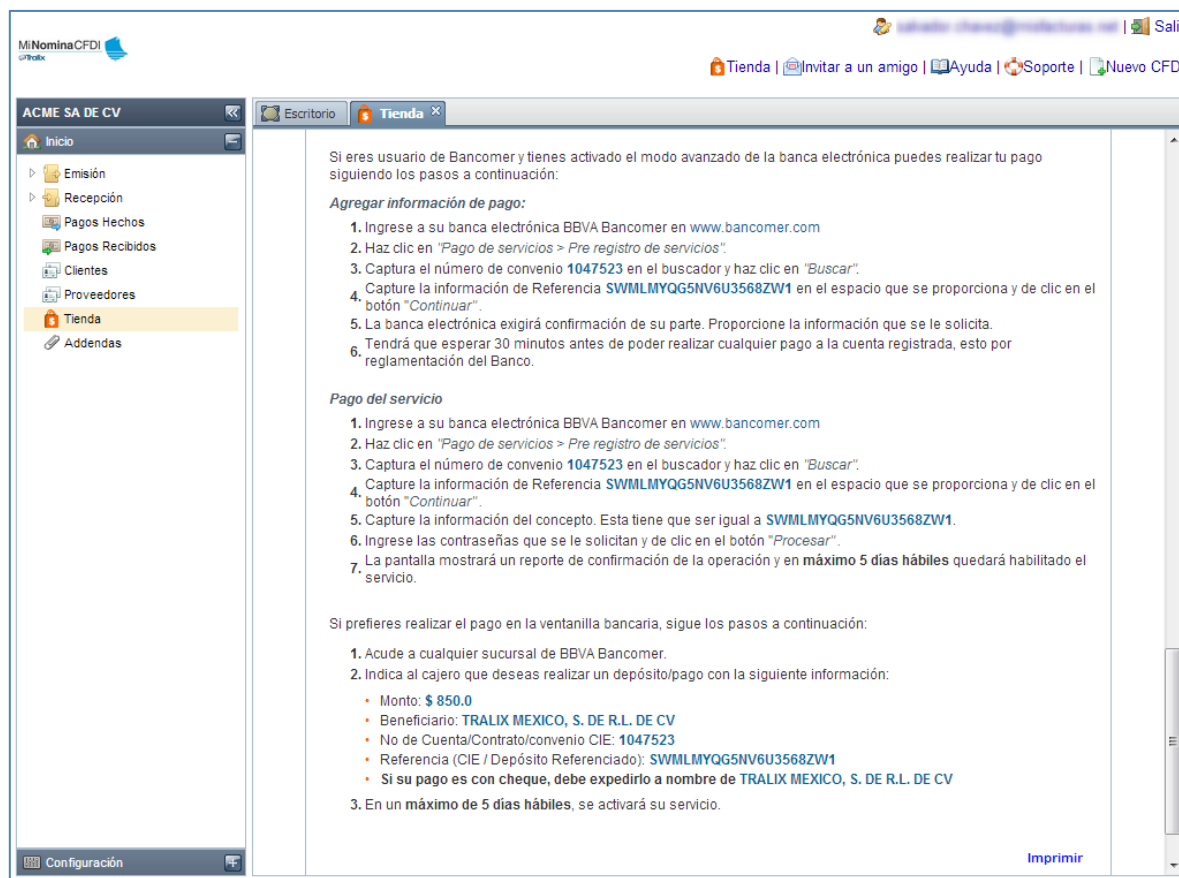 MiNominaCFDI
Tralix
| Sali
Tienda | Invitar a un amigo | Ayuda | Soporte | Nuevo CFD
ACME SA DE CV
Inicio
Emisión
Recepción
Pagos Hechos
Pagos Recibidos
Clientes
Proveedores
Tienda
Addendas
Configuración
Escritorio
Tienda
Si eres usuario de Bancomer y tienes activado el modo avanzado de la banca electrónica puedes realizar tu pago
siguiendo los pasos a continuación:
Agregar información de pago:
1. Ingrese a su banca electrónica BBVA Bancomer en www.bancomer.com
2. Haz clic en "Pago de servicios > Pre registro de servicios".
3. Captura el número de convenio 1047523 en el buscador y haz clic en "Buscar".
4. Capture la información de Referencia SWMLMYQG5NV6U3568ZW1 en el espacio que se proporciona y de clic en el
botón "Continuar".
5. La banca electrónica exigirá confirmación de su parte. Proporcione la información que se le solicita.
6. Tendrá que esperar 30 minutos antes de poder realizar cualquier pago a la cuenta registrada, esto por
reglamentación del Banco.
Pago del servicio
1. Ingrese a su banca electrónica BBVA Bancomer en www.bancomer.com
2. Haz clic en "Pago de servicios > Pre registro de servicios".
3. Captura el número de convenio 1047523 en el buscador y haz clic en "Buscar".
4. Capture la información de Referencia SWMLMYQG5NV6U3568ZW1 en el espacio que se proporciona y de clic en el
botón "Continuar".
5. Capture la información del concepto. Esta tiene que ser igual a SWMLMYQG5NV6U3568ZW1.
6. Ingrese las contraseñas que se le solicitan y de clic en el botón "Procesar".
7. La pantalla mostrará un reporte de confirmación de la operación y en máximo 5 días hábiles quedará habilitado el
servicio.
Si prefieres realizar el pago en la ventanilla bancaria, sigue los pasos a continuación:
1. Acude a cualquier sucursal de BBVA Bancomer.
2. Indica al cajero que deseas realizar un depósito/pago con la siguiente información:
• Monto: $ 850.0
• Beneficiario: TRALIX MEXICO, S. DE R.L. DE CV
• No de Cuenta/Contrato/convenio CIE: 1047523
• Referencia (CIE / Depósito Referenciado): SWMLMYQG5NV6U3568ZW1
• Si su pago es con cheque, debe expedirlo a nombre de TRALIX MEXICO, S. DE R.L. DE CV
3. En un máximo de 5 días hábiles, se activará su servicio.
Imprimir